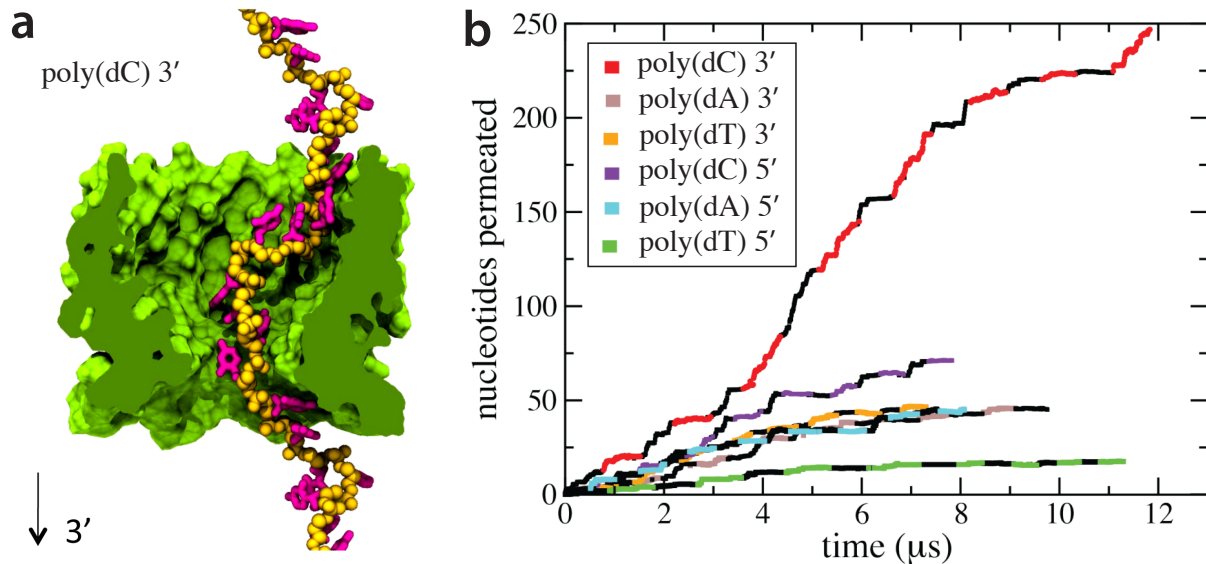 a
poly(dC) 3′
3′
b
nucleotides permeated
250
200
150
100
50
0
poly(dC) 3′
poly(dA) 3′
poly(dT) 3′
poly(dC) 5′
poly(dA) 5′
poly(dT) 5′
0 2 4 6 8 10 12
time (μs)